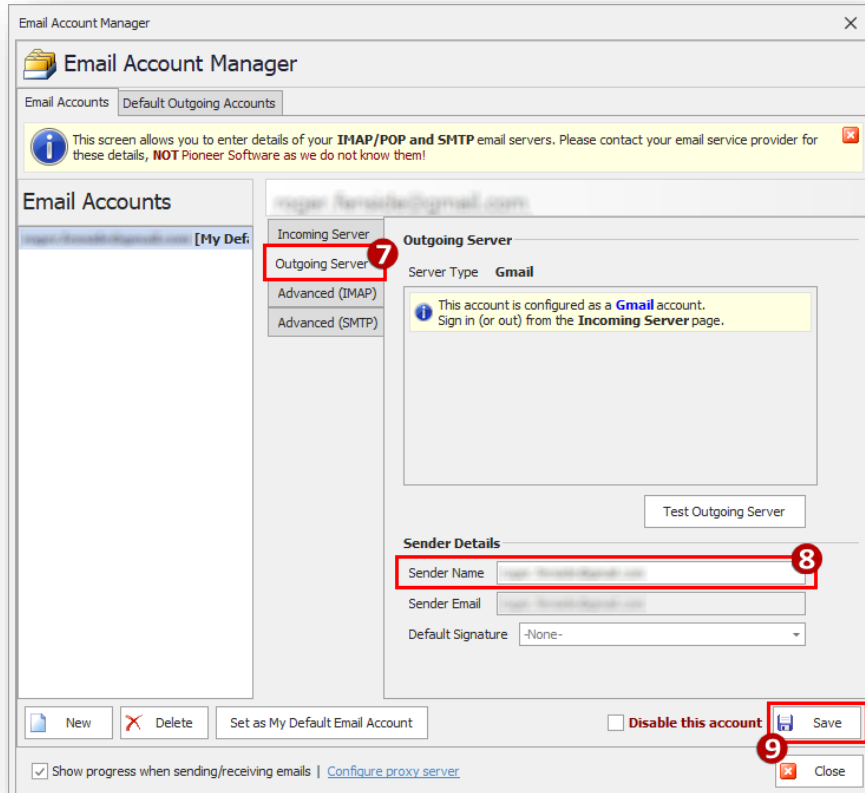 Email Account Manager
Email Account Manager
Email Accounts
Default Outgoing Accounts
This screen allows you to enter details of your IMAP/POP and SMTP email servers. Please contact your email service provider for
these details, NOT Pioneer Software as we do not know them!
Email Accounts
[My Defa
Incoming Server
7
Outgoing Server
Advanced (IMAP)
Advanced (SMTP)
Outgoing Server
Server Type Gmail
This account is configured as a Gmail account.
Sign in (or out) from the Incoming Server page.
Test Outgoing Server
Sender Details
8
Sender Name
Sender Email
Default Signature -None-
New
Delete
Set as My Default Email Account
Disable this account
Save
9
Show progress when sending/receiving emails | Configure proxy server
Close